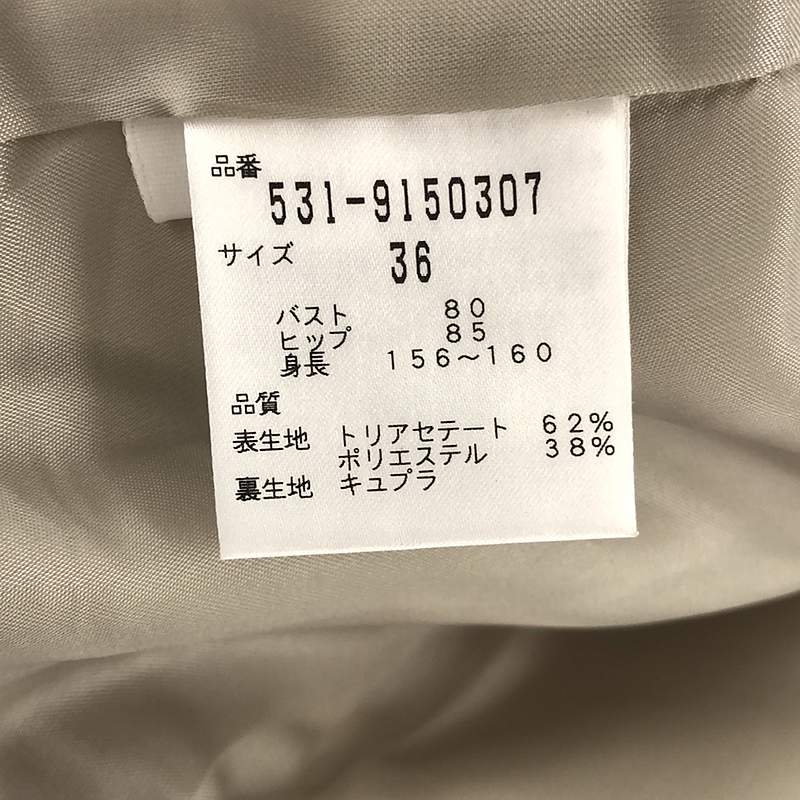 品番
531-9150307
サイズ 36
バスト 80
ヒップ 85
身長 156〜160
品質
表生地 トリアセテート 62%
ポリエステル 38%
裏生地 キュプラ